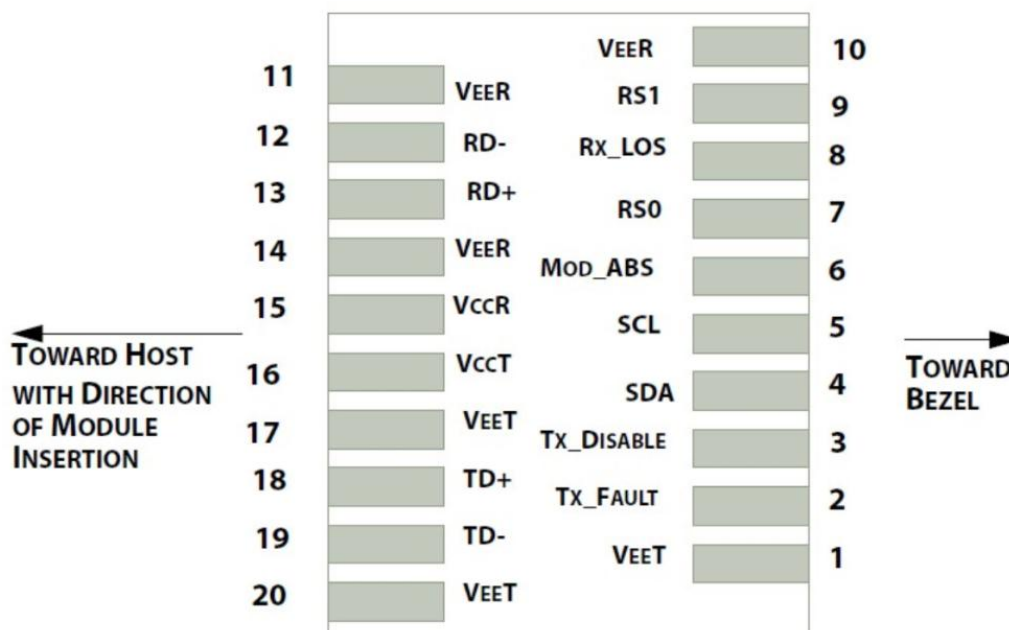 11 VEER
12 RD-
13 RD+
14 VEER
15 VCCR
16 VCCT
17 VEET
18 TD+
19 TD-
20 VEET
VEER 10
RS1 9
RX_LOS 8
RS0 7
MOD_ABS 6
SCL 5
SDA 4
TX_DISABLE 3
TX_FAULT 2
VEET 1
TOWARD HOST
WITH DIRECTION
OF MODULE
INSERTION
TOWARD
BEZEL